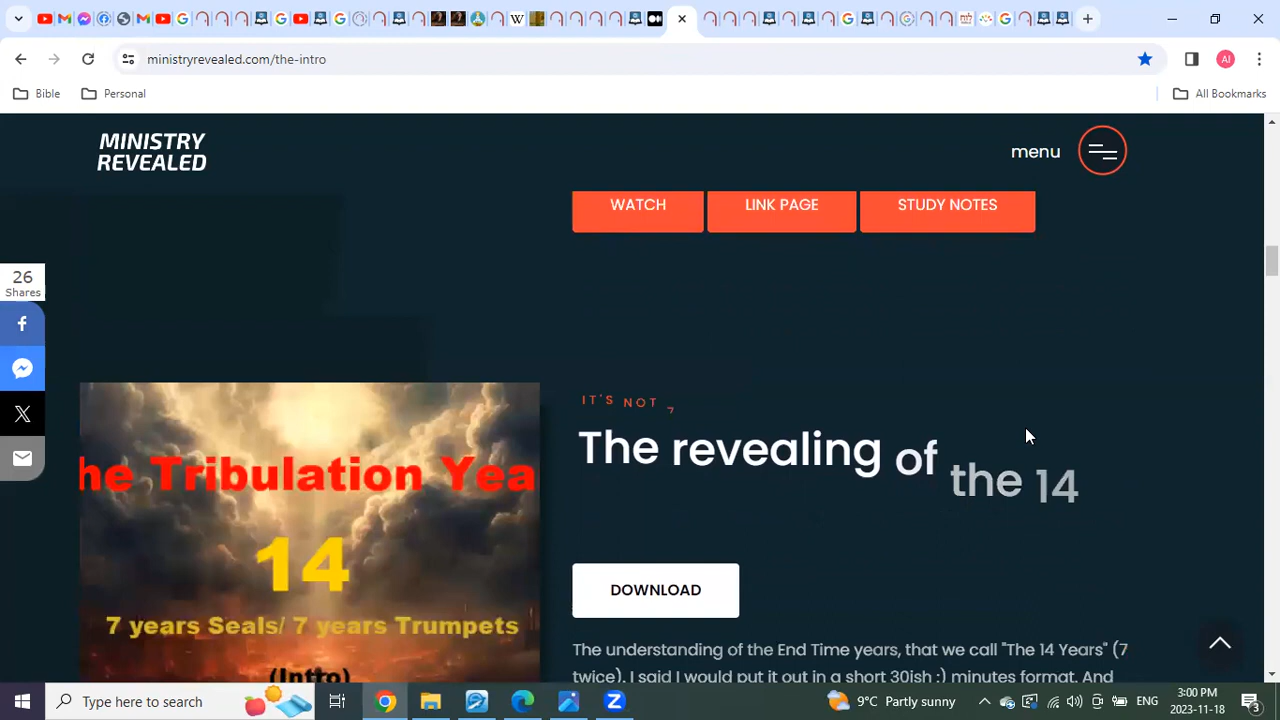 ministryrevealed.com/the-intro
Bible
Personal
All Bookmarks
MINISTRY
REVEALED
menu
WATCH
LINK PAGE
STUDY NOTES
26
Shares
IT'S NOT 7
The revealing of the 14
he Tribulation Yea
14
7 years Seals/ 7 years Trumpets
(Intro)
DOWNLOAD
The understanding of the End Time years, that we call "The 14 Years" (7
twice). I said I would put it out in a short 30ish :) minutes format. And
Type here to search
9°C Partly sunny
ENG
3:00 PM
2023-11-18
3